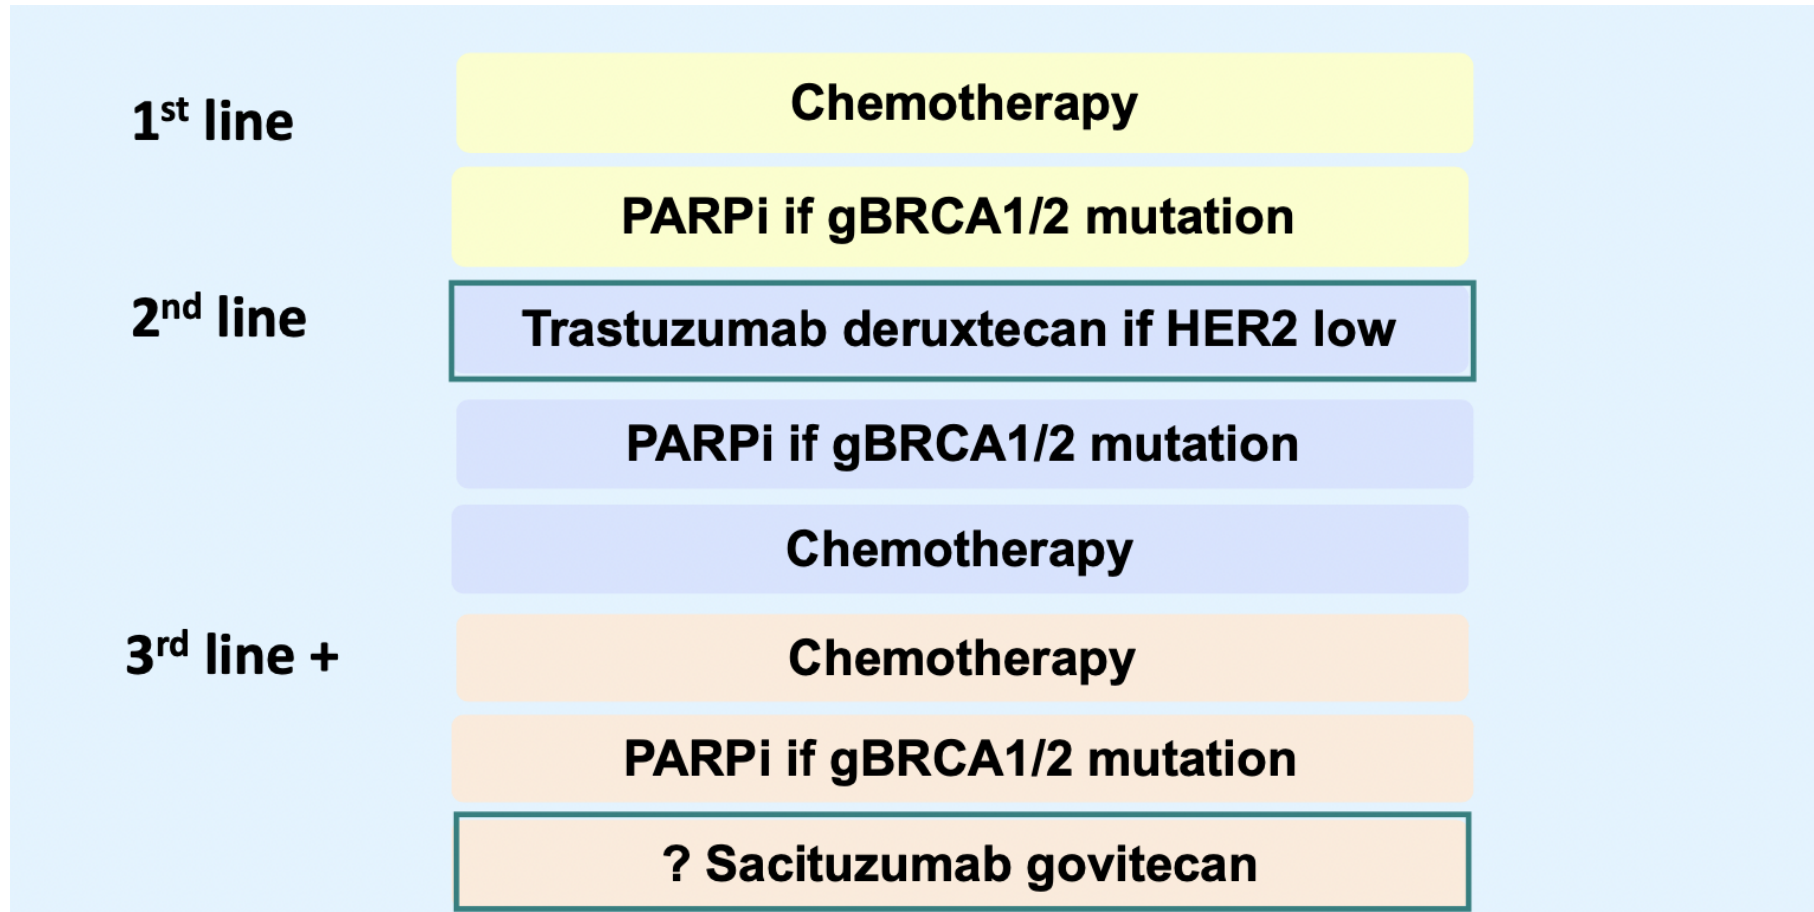 1st line
Chemotherapy
PARPi if gBRCA1/2 mutation
2nd line
Trastuzumab deruxtecan if HER2 low
PARPi if gBRCA1/2 mutation
Chemotherapy
3rd line +
Chemotherapy
PARPi if gBRCA1/2 mutation
? Sacituzumab govitecan